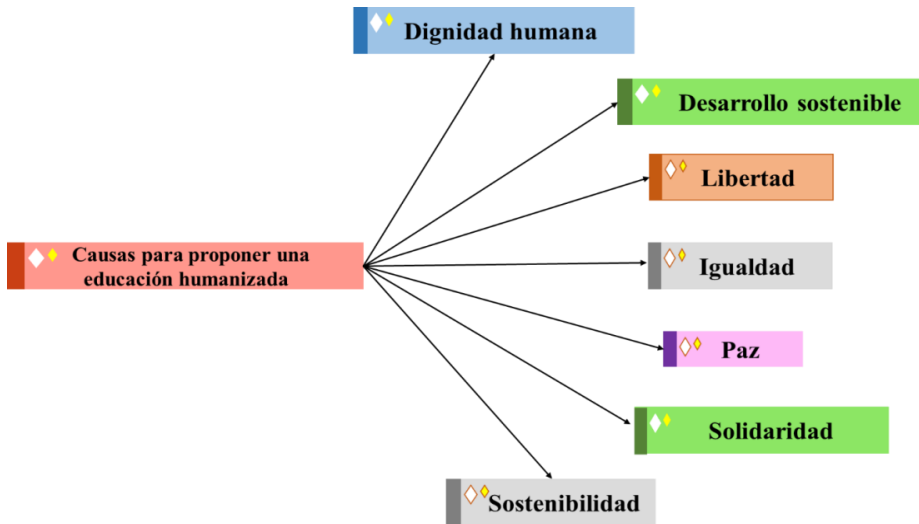 Dignidad humana
Desarrollo sostenible
Libertad
Causas para proponer una
educación humanizada
Igualdad
Paz
Solidaridad
Sostenibilidad